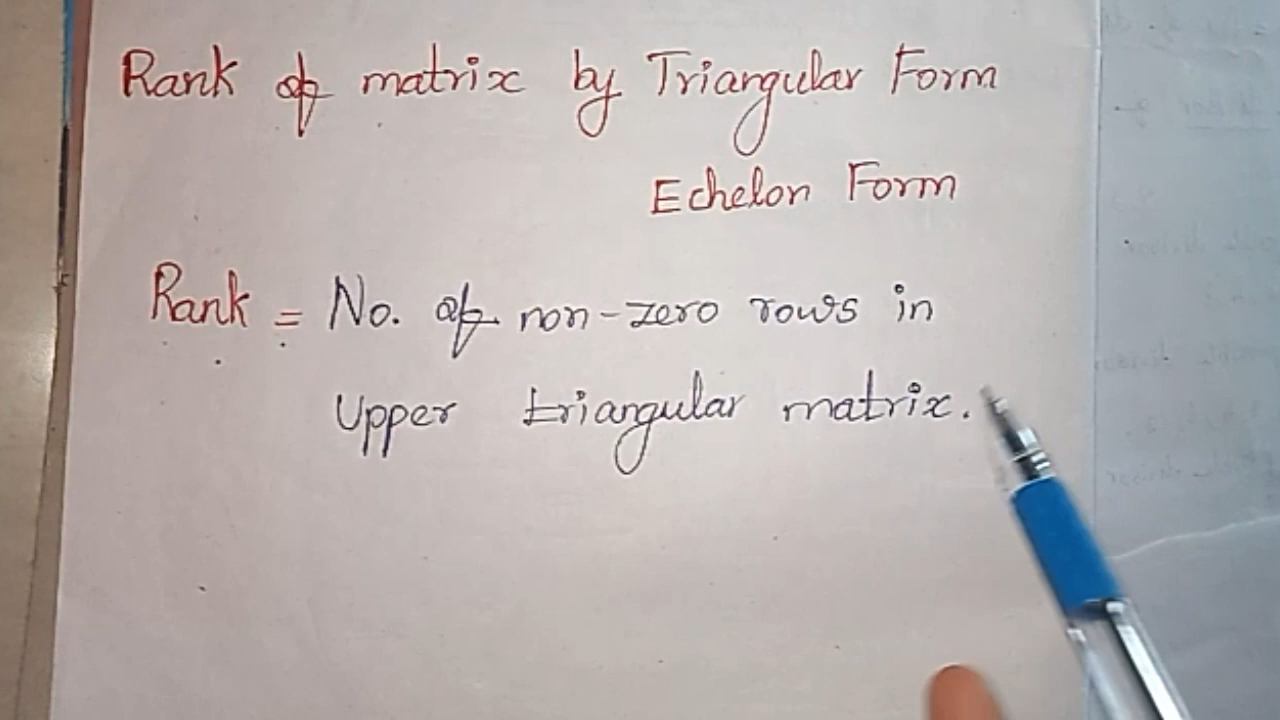 Rank of matrix by Triangular Form
Echelon Form
Rank = No. of non-zero rows in
Upper triangular matrix.